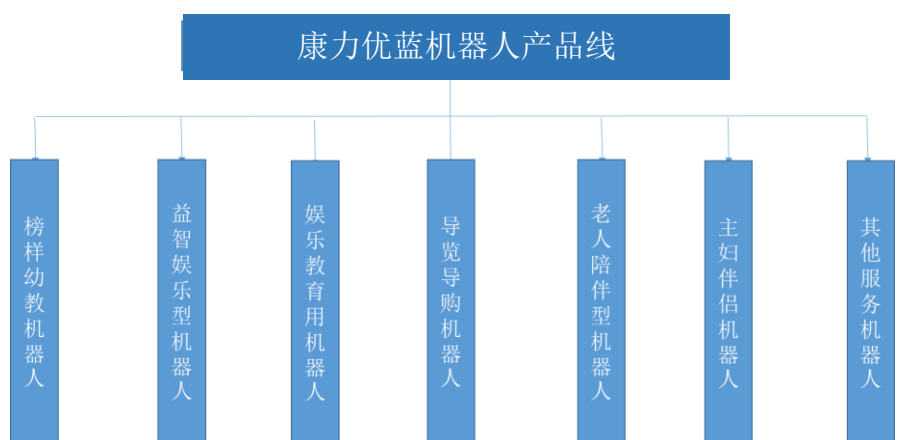 康力优蓝机器人产品线
榜样幼教机器人
益智娱乐型机器人
娱乐教育用机器人
导览导购机器人
老人陪伴型机器人
主妇伴侣机器人
其他服务机器人